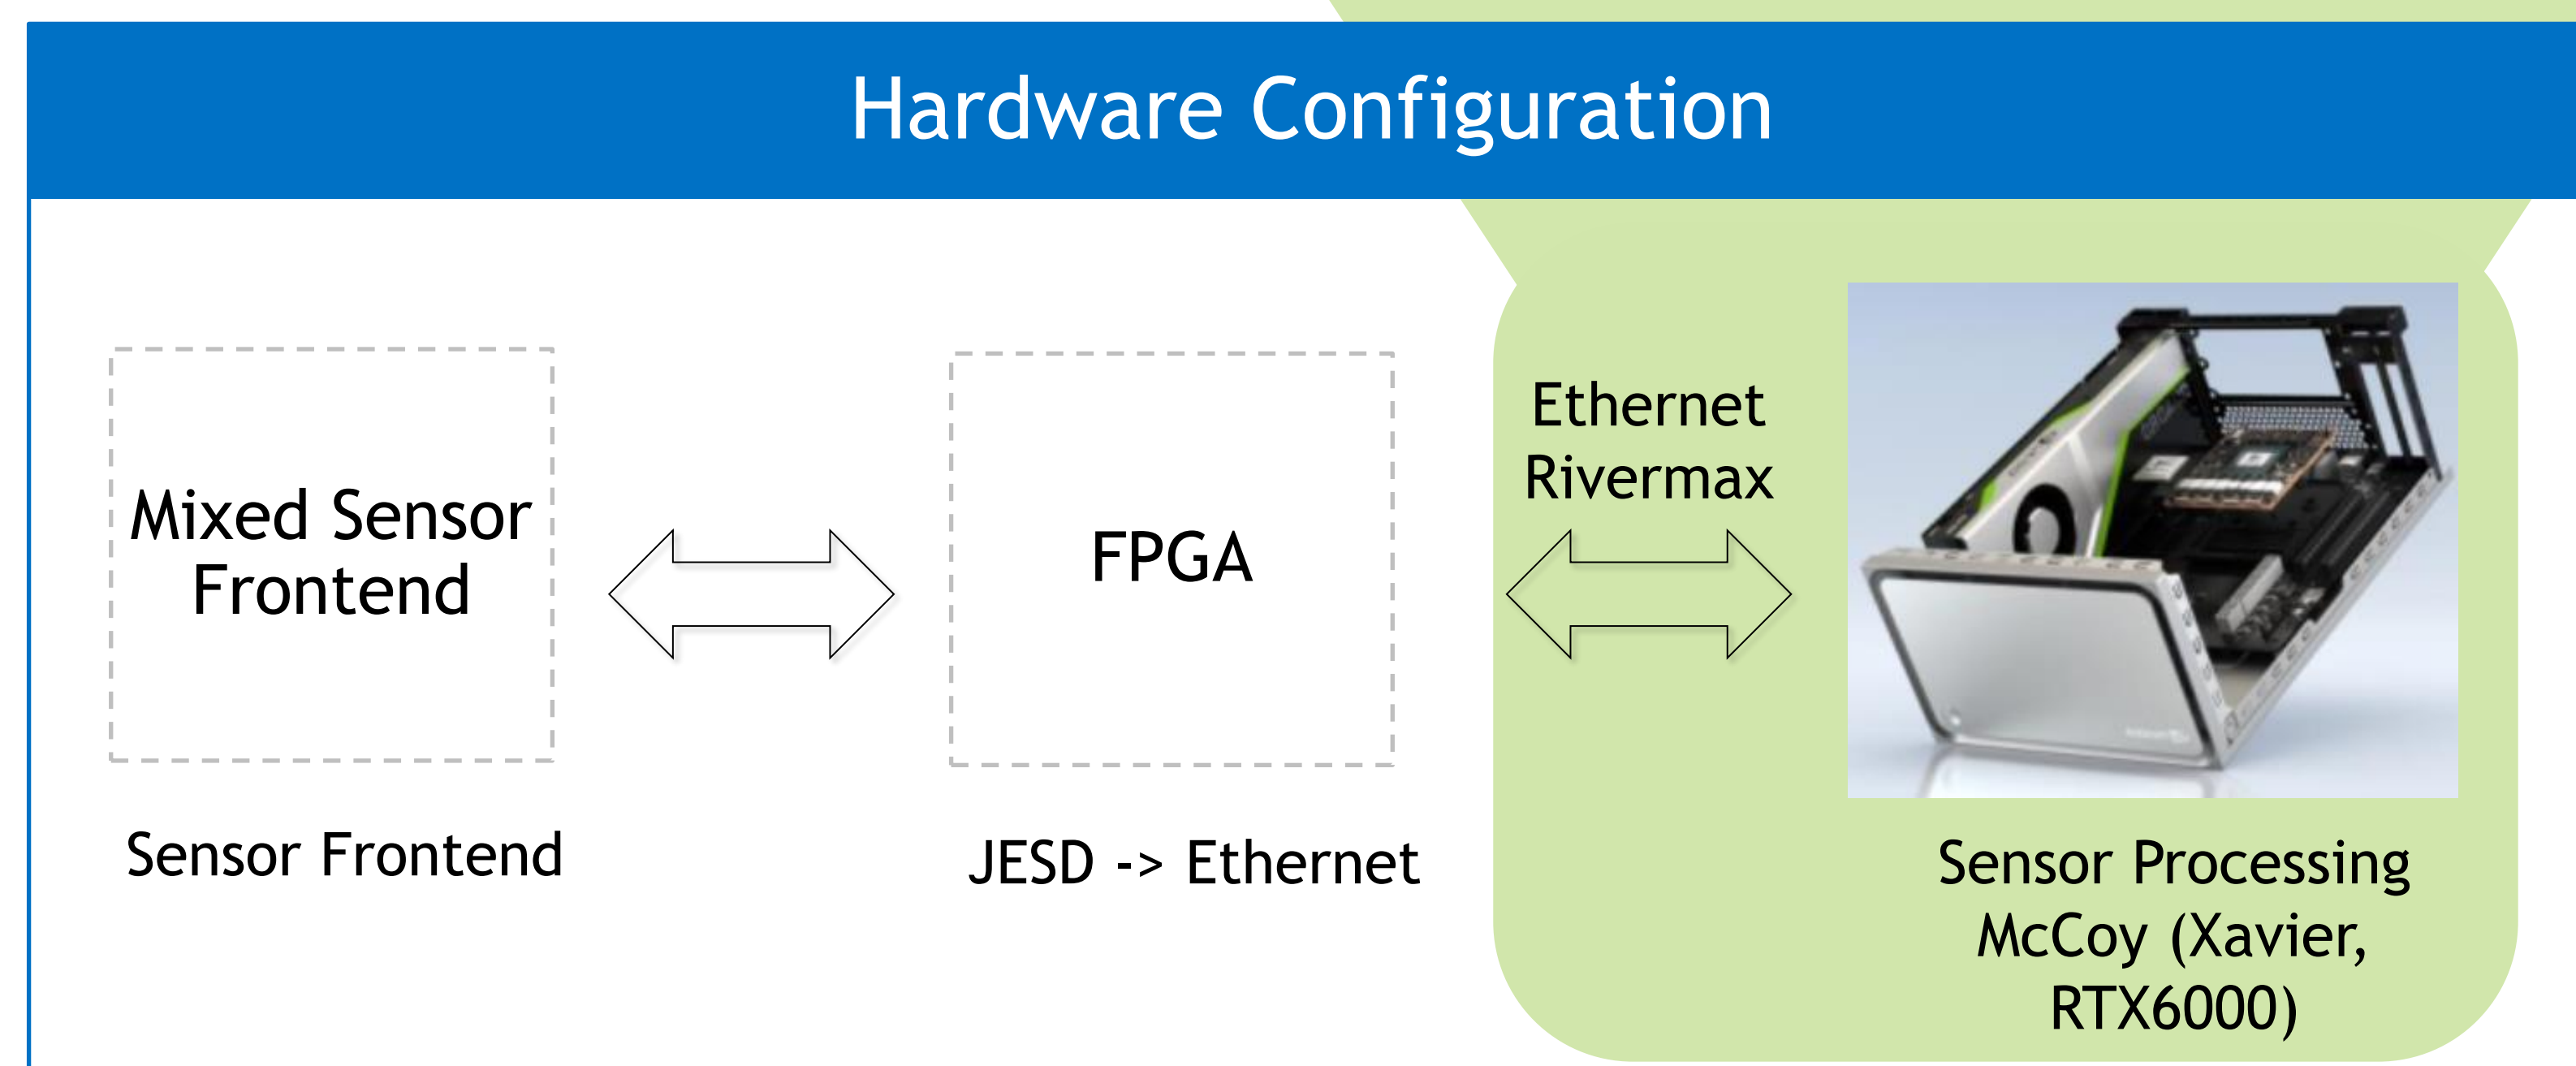 Hardware Configuration
Mixed Sensor
Frontend
Sensor Frontend
FPGA
JESD -> Ethernet
Ethernet
Rivermax
Sensor Processing
McCoy (Xavier,
RTX6000)